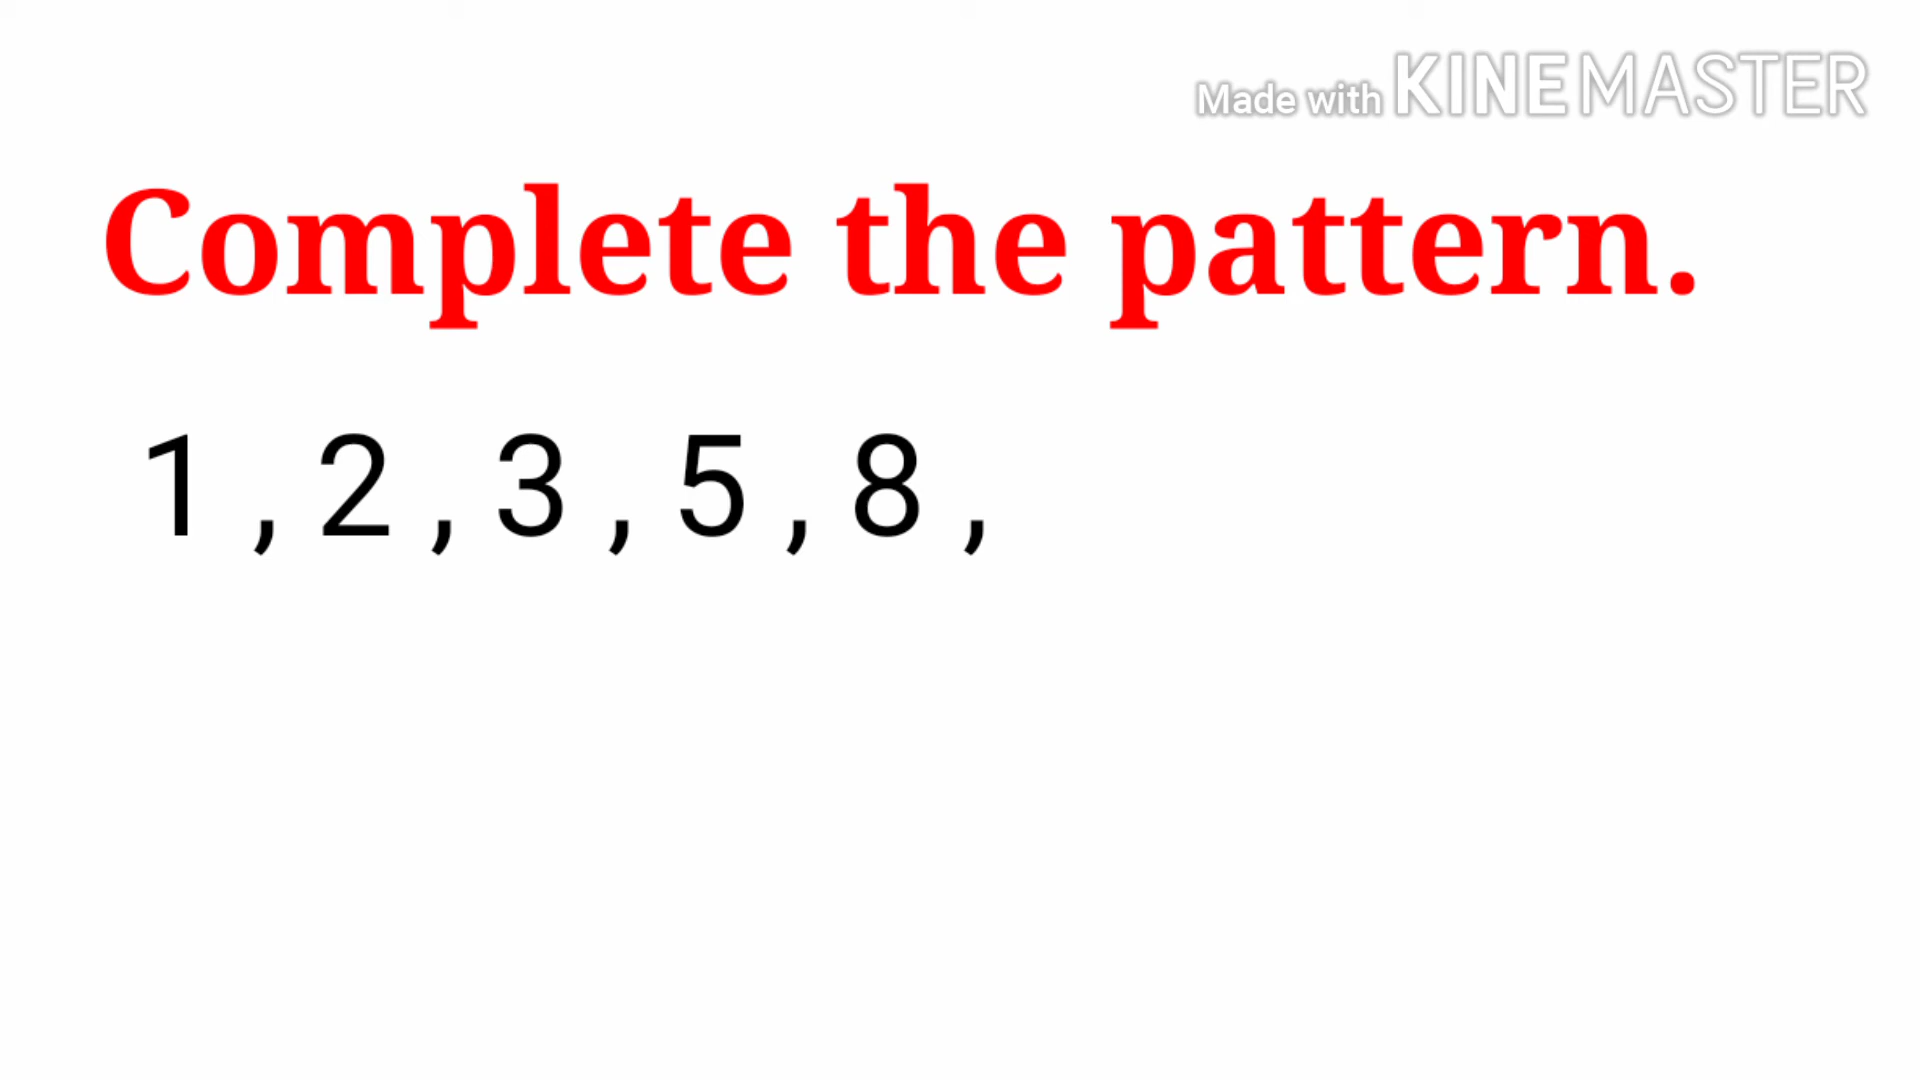 Made with KINEMASTER
Complete the pattern.
1 , 2 , 3 , 5 , 8 ,